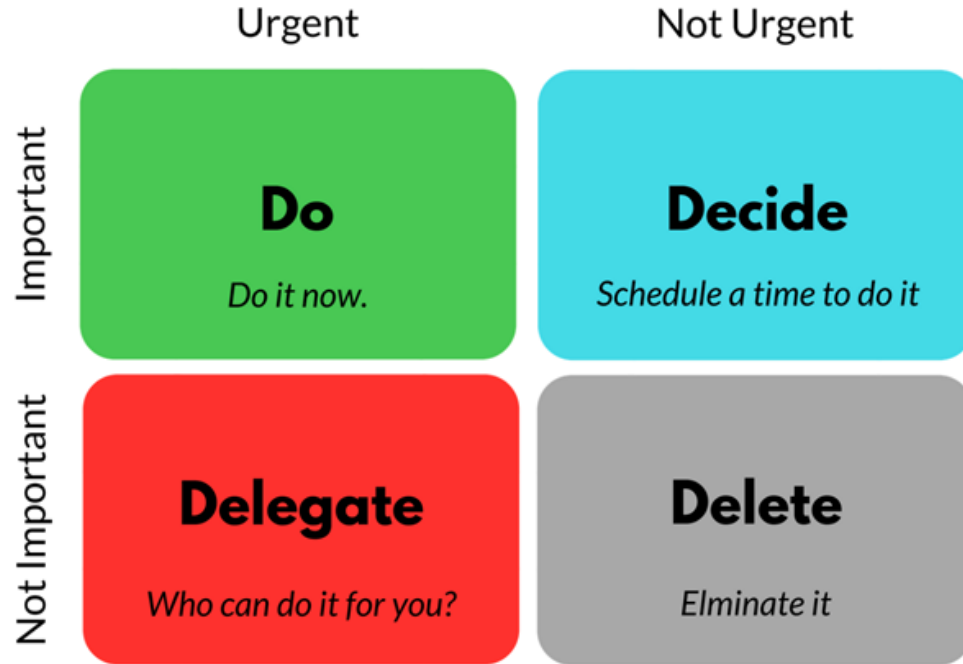 Urgent
Not Urgent
Important
Do
Do it now.
Decide
Schedule a time to do it
Not Important
Delegate
Who can do it for you?
Delete
Elminate it